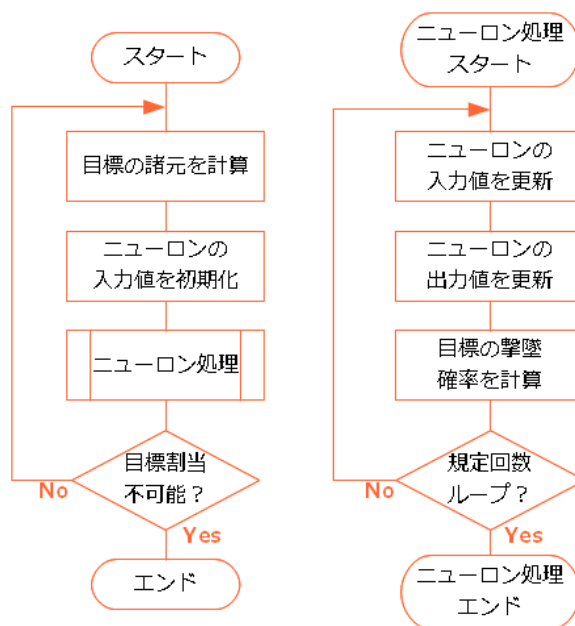 スタート
目標の諸元を計算
ニューロンの
入力値を初期化
ニューロン処理
目標割当
不可能？
No
Yes
エンド
ニューロン処理
スタート
ニューロンの
入力値を更新
ニューロンの
出力値を更新
目標の撃墜
確率を計算
規定回数
ループ？
No
Yes
ニューロン処理
エンド